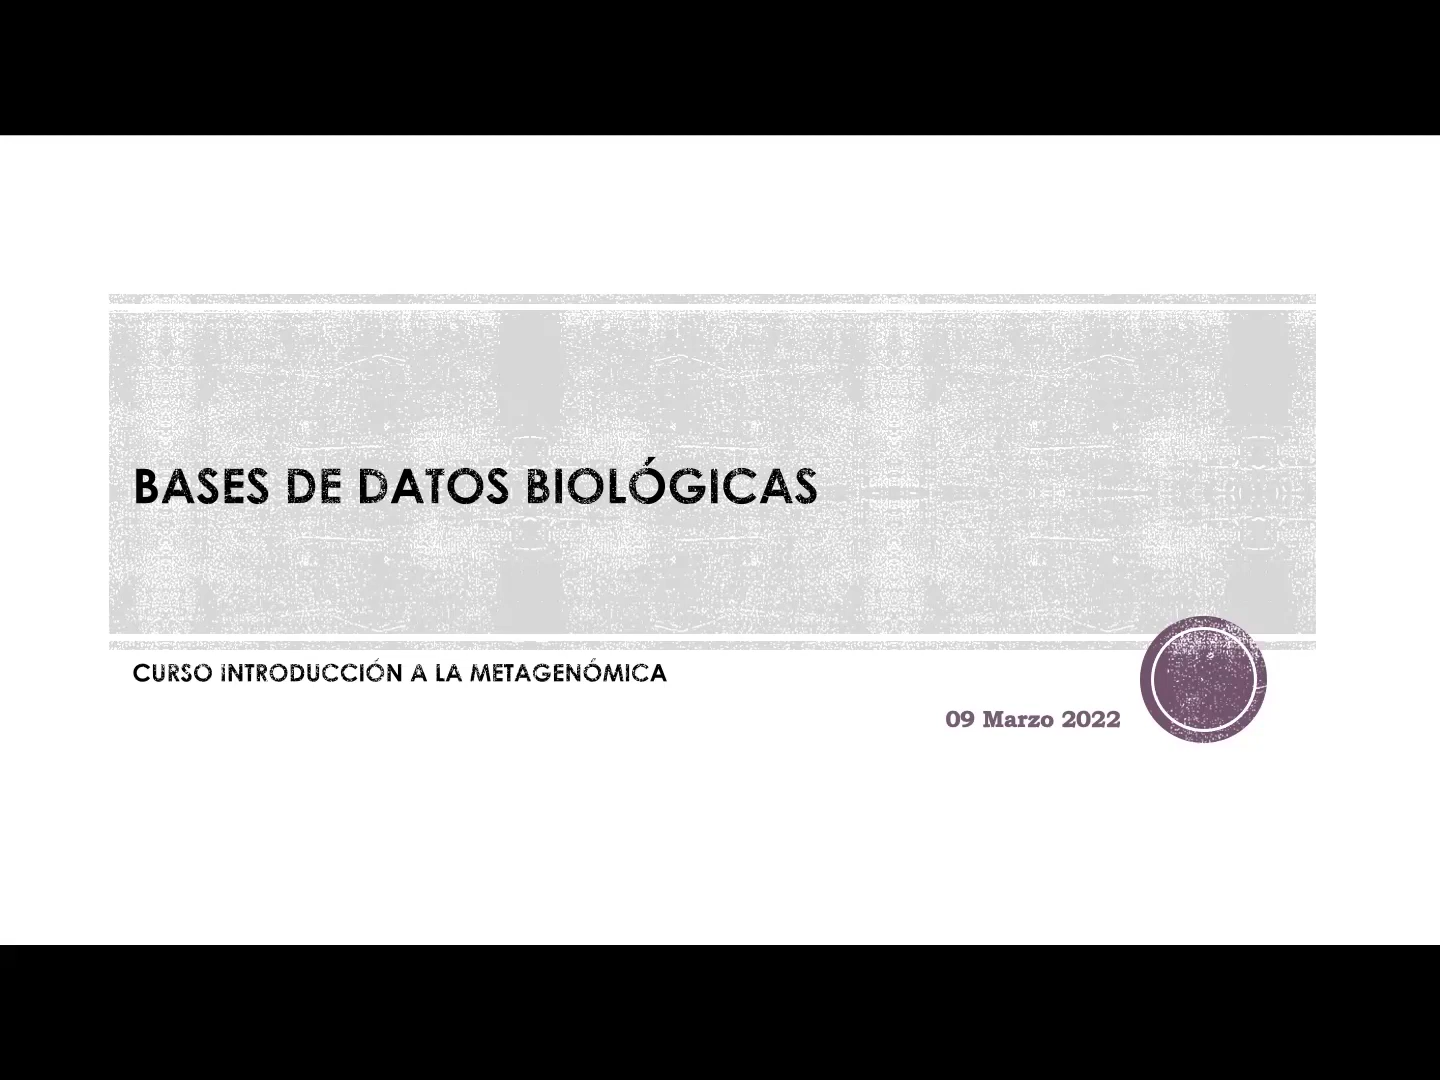 BASES DE DATOS BIOLÓGICAS
CURSO INTRODUCCIÓN A LA METAGENÓMICA
09 Marzo 2022